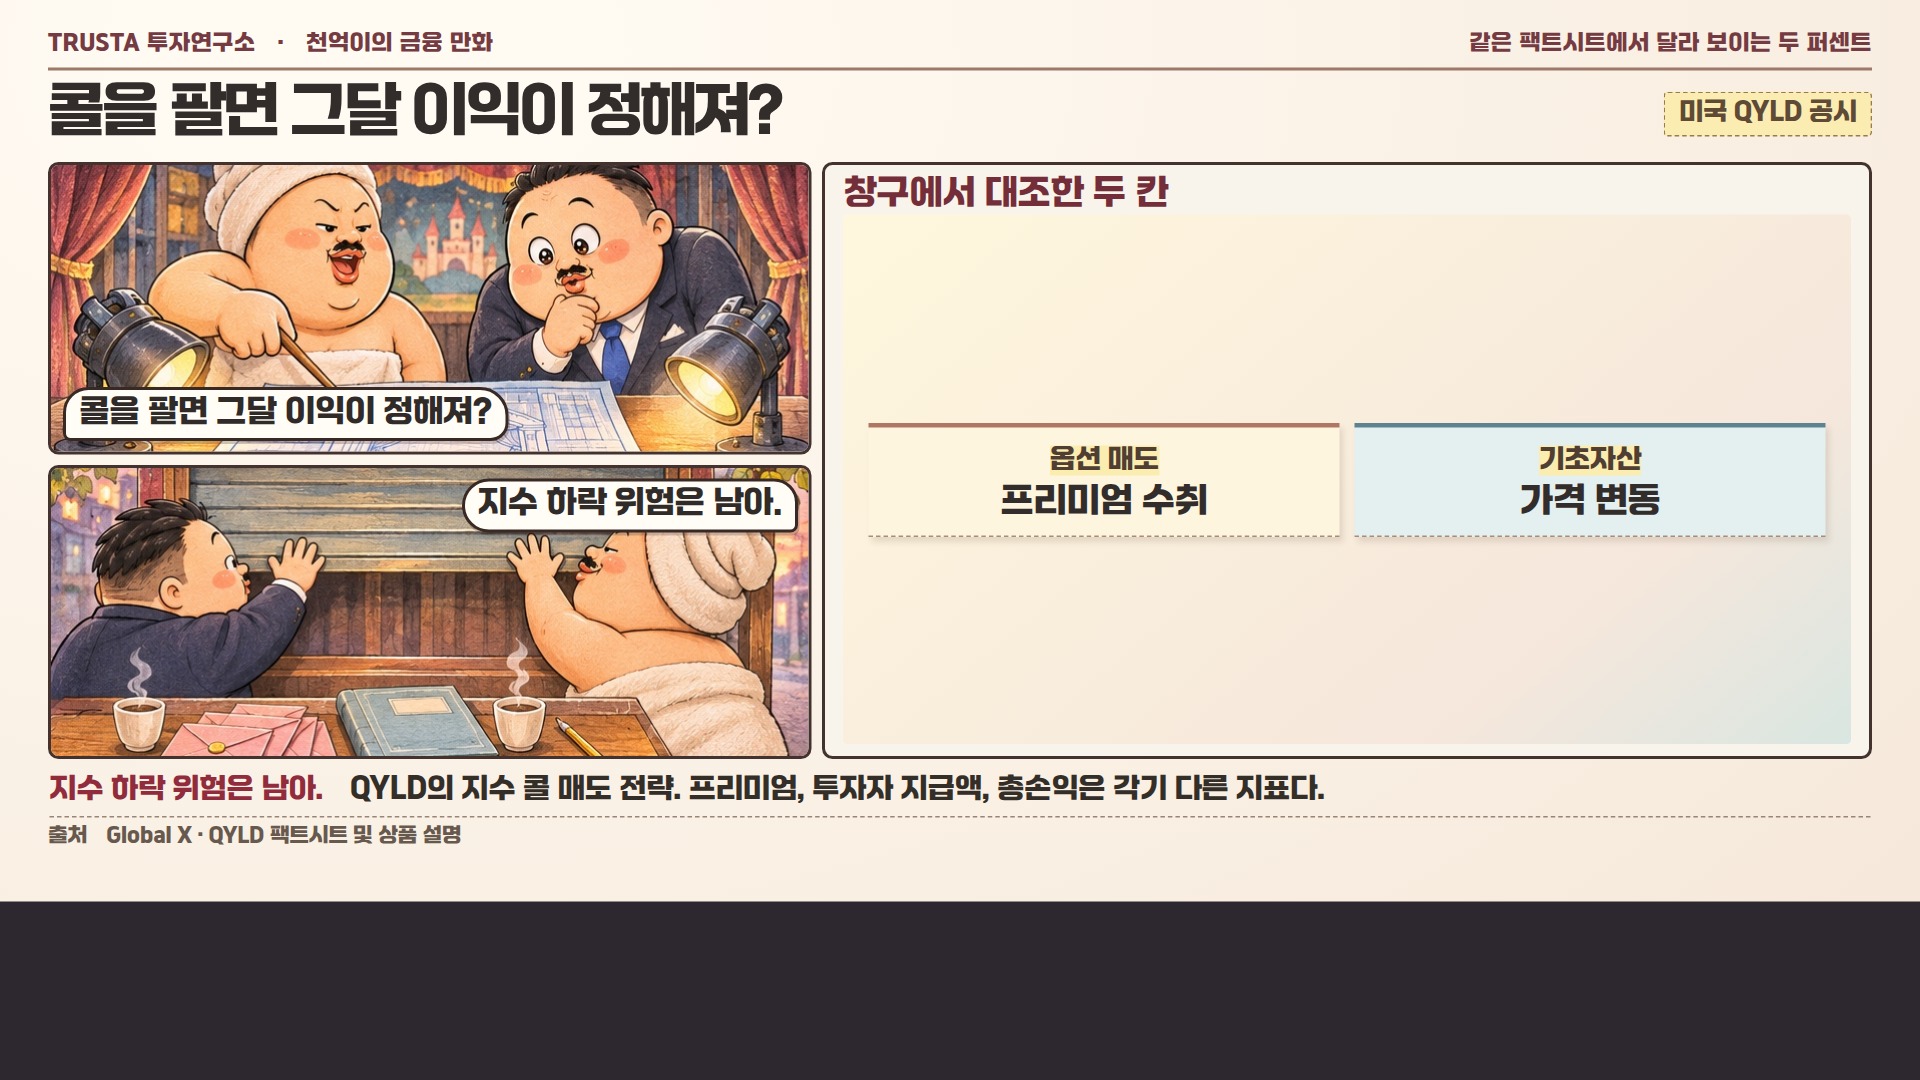 TRUSTA 투자연구소 · 천억이의 금융 만화
같은 팩트시트에서 달라 보이는 두 퍼센트
콜을 팔면 그달 이익이 정해져?
미국 QYLD 공시
콜을 팔면 그달 이익이 정해져?
지수 하락 위험은 남아.
창구에서 대조한 두 칸
옵션 매도
프리미엄 수취
기초자산
가격 변동
지수 하락 위험은 남아. QYLD의 지수 콜 매도 전략. 프리미엄, 투자자 지급액, 총손익은 각기 다른 지표다.
출처 Global X · QYLD 팩트시트 및 상품 설명